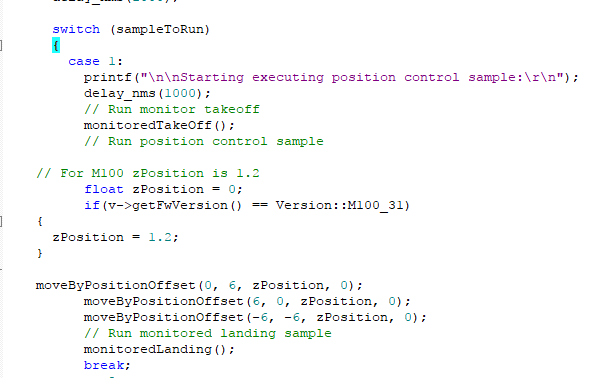 switch (sampleToRun)
{
case 1:
printf("\n\nStarting executing position control sample:\r\n");
delay_nms(1000);
// Run monitor takeoff
monitoredTakeOff();
// Run position control sample
// For M100 zPosition is 1.2
float zPosition = 0;
if(v->getFwVersion() == Version::M100_31)
{
zPosition = 1.2;
}
moveByPositionOffset(0, 6, zPosition, 0);
moveByPositionOffset(6, 0, zPosition, 0);
moveByPositionOffset(-6, -6, zPosition, 0);
// Run monitored landing sample
monitoredLanding();
break;